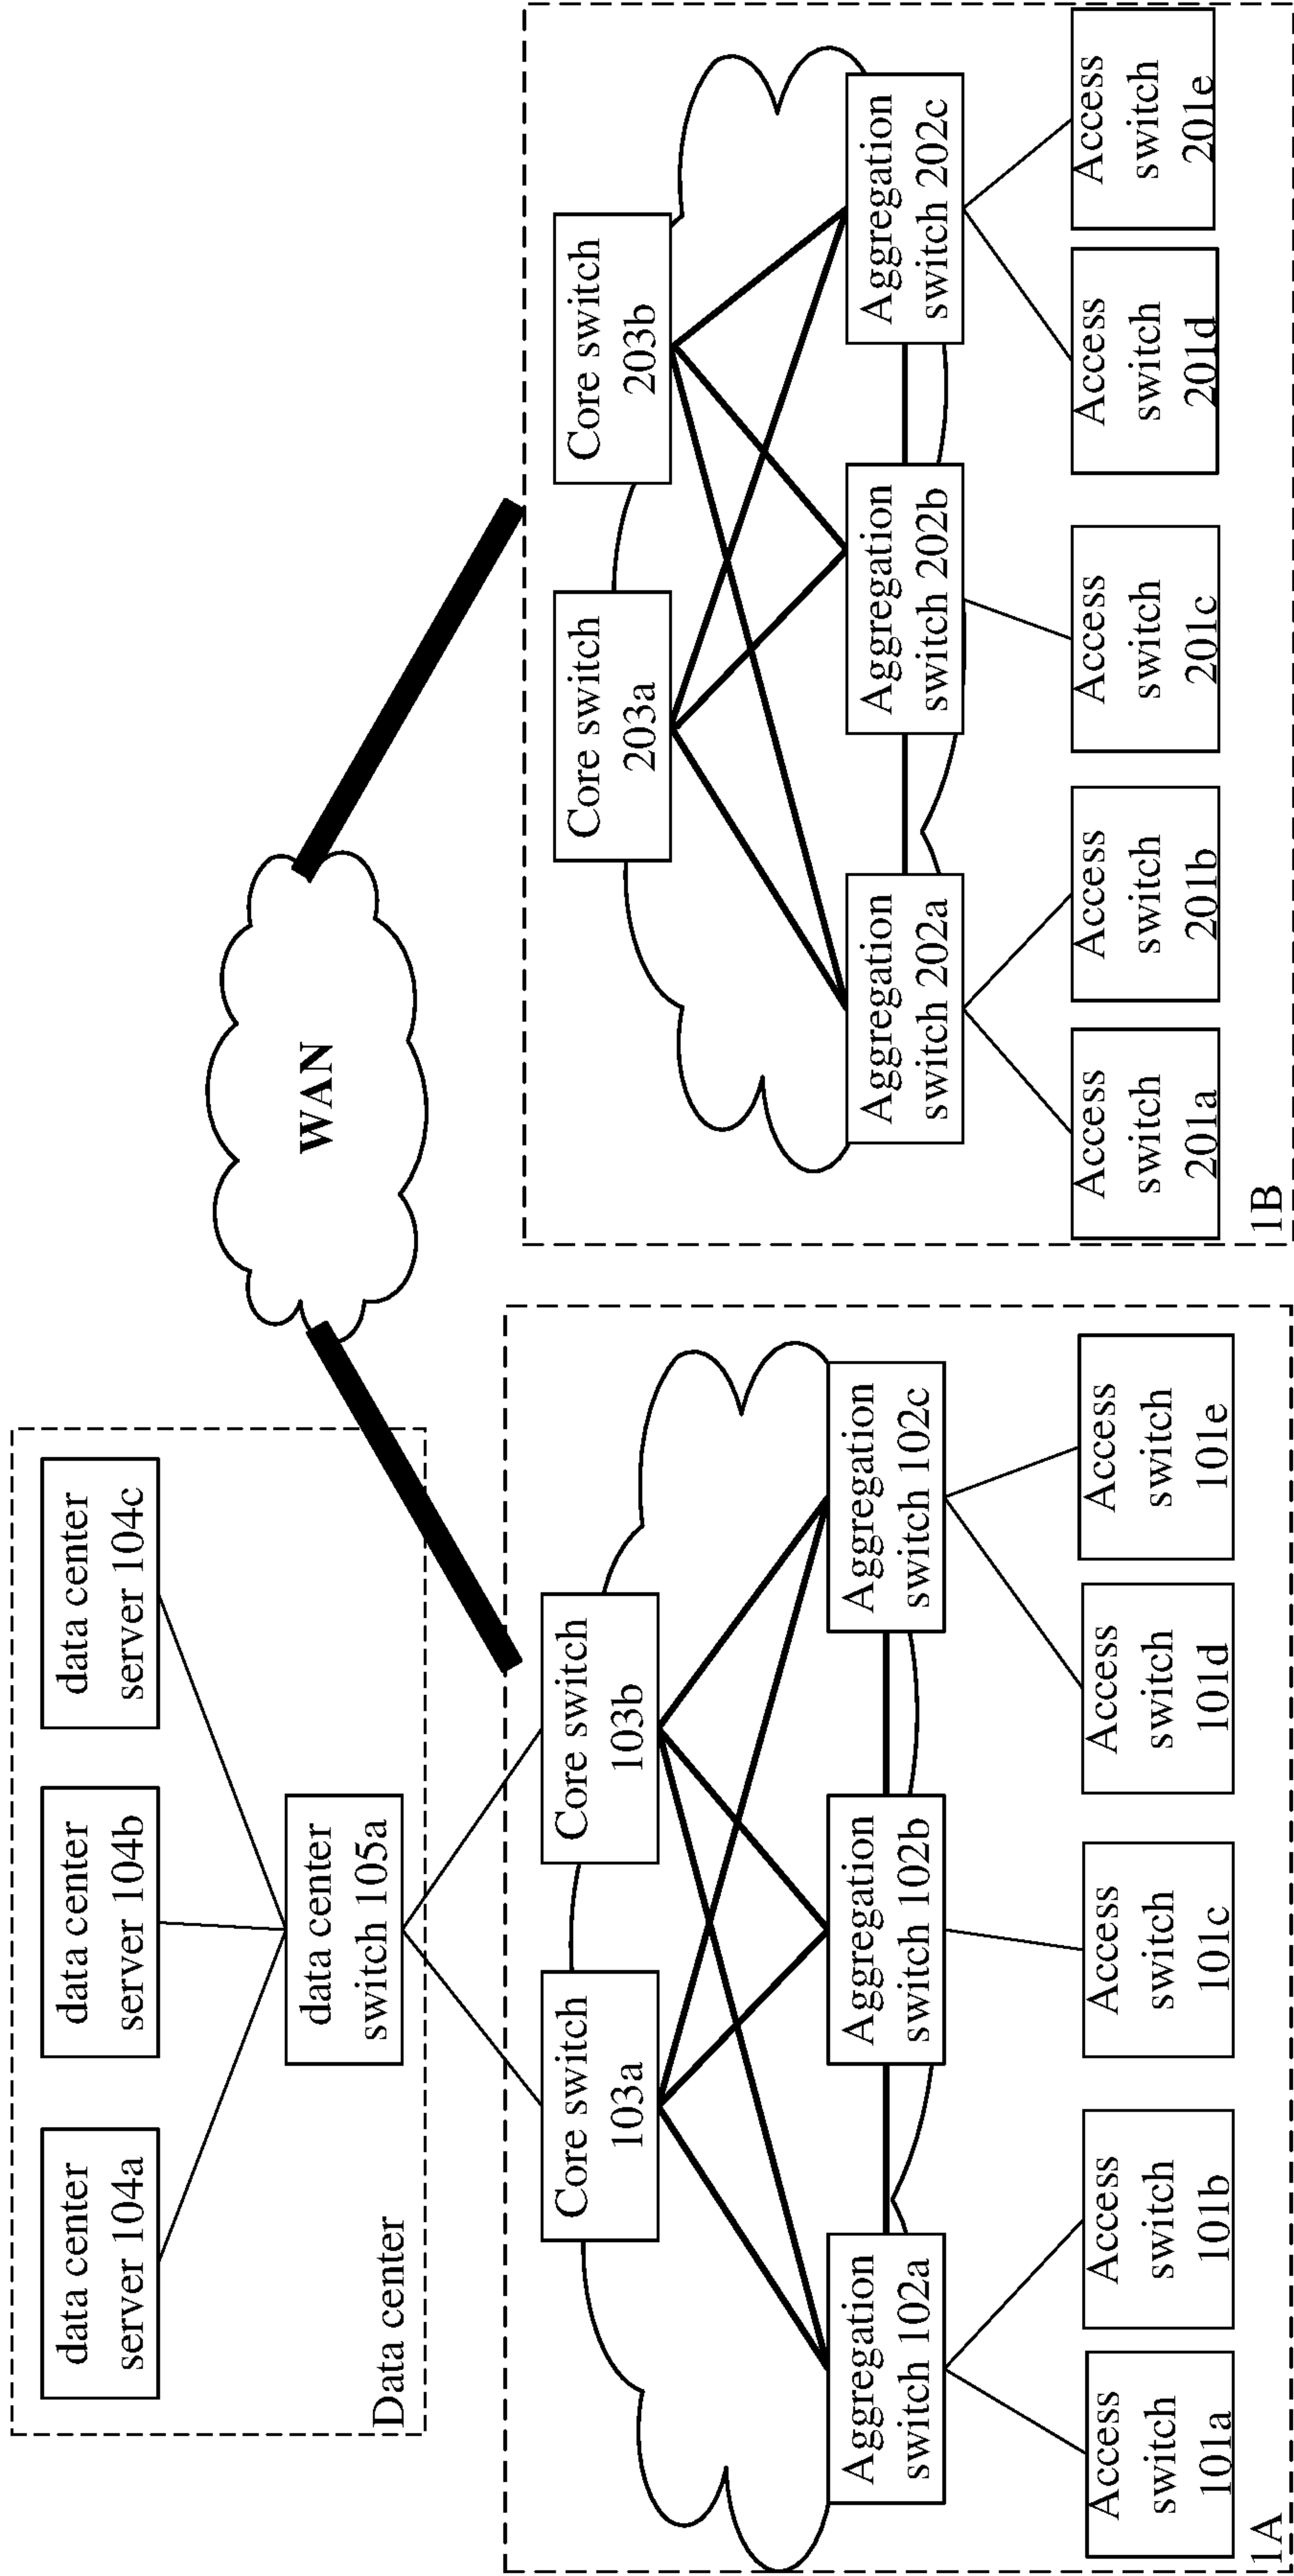 data center
server 104a
data center
server 104b
data center
server 104c
data center
switch 105a
Data center
WAN
Core switch
103a
Core switch
103b
Aggregation
switch 102a
Aggregation
switch 102b
Aggregation
switch 102c
Access
switch
101a
Access
switch
101b
Access
switch
101c
Access
switch
101d
Access
switch
101e
1A
Core switch
203a
Core switch
203b
Aggregation
switch 202a
Aggregation
switch 202b
Aggregation
switch 202c
Access
switch
201a
Access
switch
201b
Access
switch
201c
Access
switch
201d
Access
switch
201e
1B